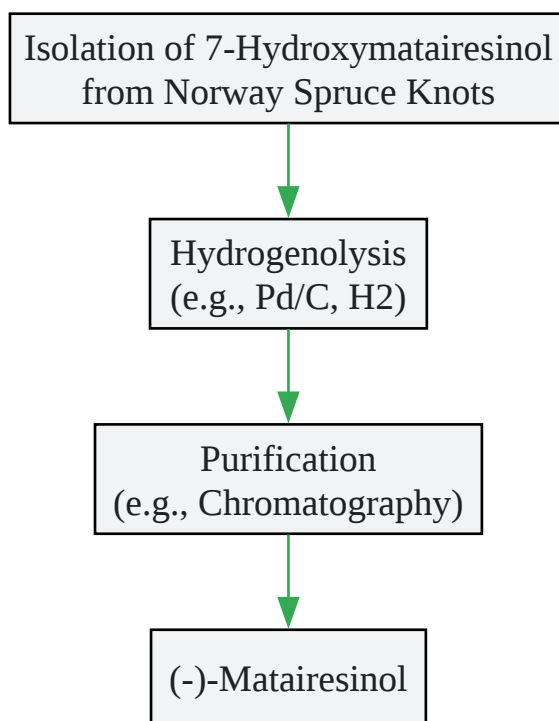 Isolation of 7-Hydroxymatairesinol
from Norway Spruce Knots
Hydrogenolysis
(e.g., Pd/C, H2)
Purification
(e.g., Chromatography)
(-)-Matairesinol